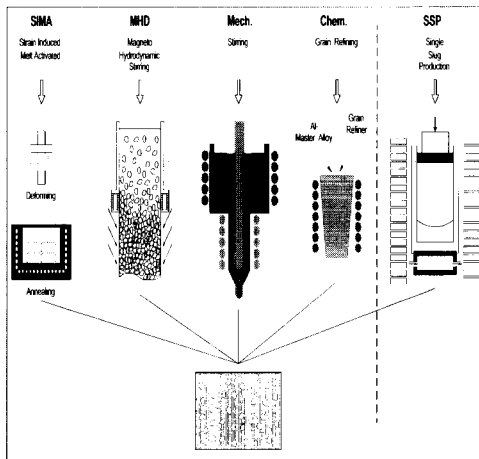 SIMA
Strain Induced
Melt Activated
Deforming
Annealing
MHD
Magneto
Hydrodynamic
Stirring
Mech.
Stirring
Chem.
Grain Refining
Al-
Master Alloy
Grain
Refiner
SSP
Single
Slug
Production